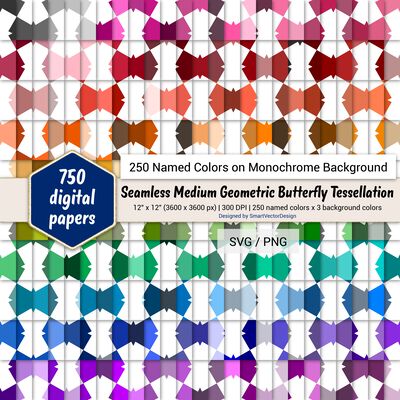 250 Named Colors on Monochrome Background
750
digital
papers
Seamless Medium Geometric Butterfly Tessellation
12" x 12" (3600 x 3600 px) | 300 DPI | 250 named colors x 3 background colors
Designed by SmartVectorDesign
SVG / PNG